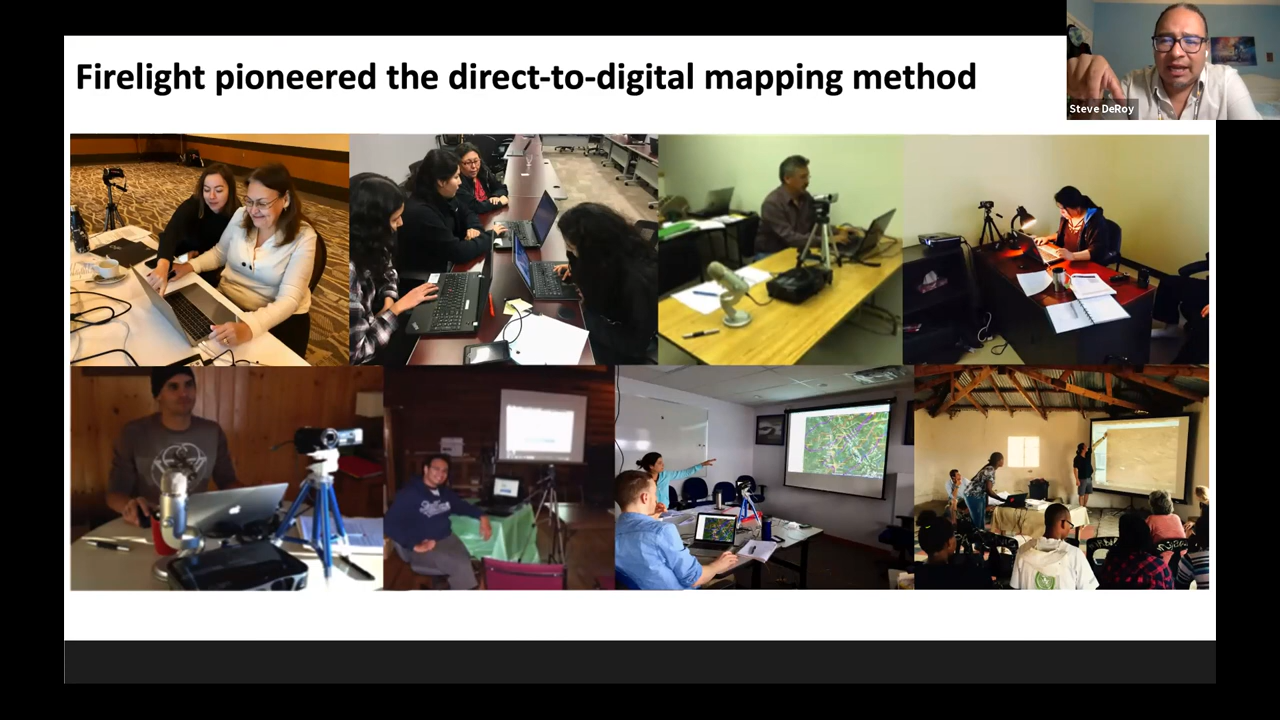 Firelight pioneered the direct-to-digital mapping method
Steve DeRoy